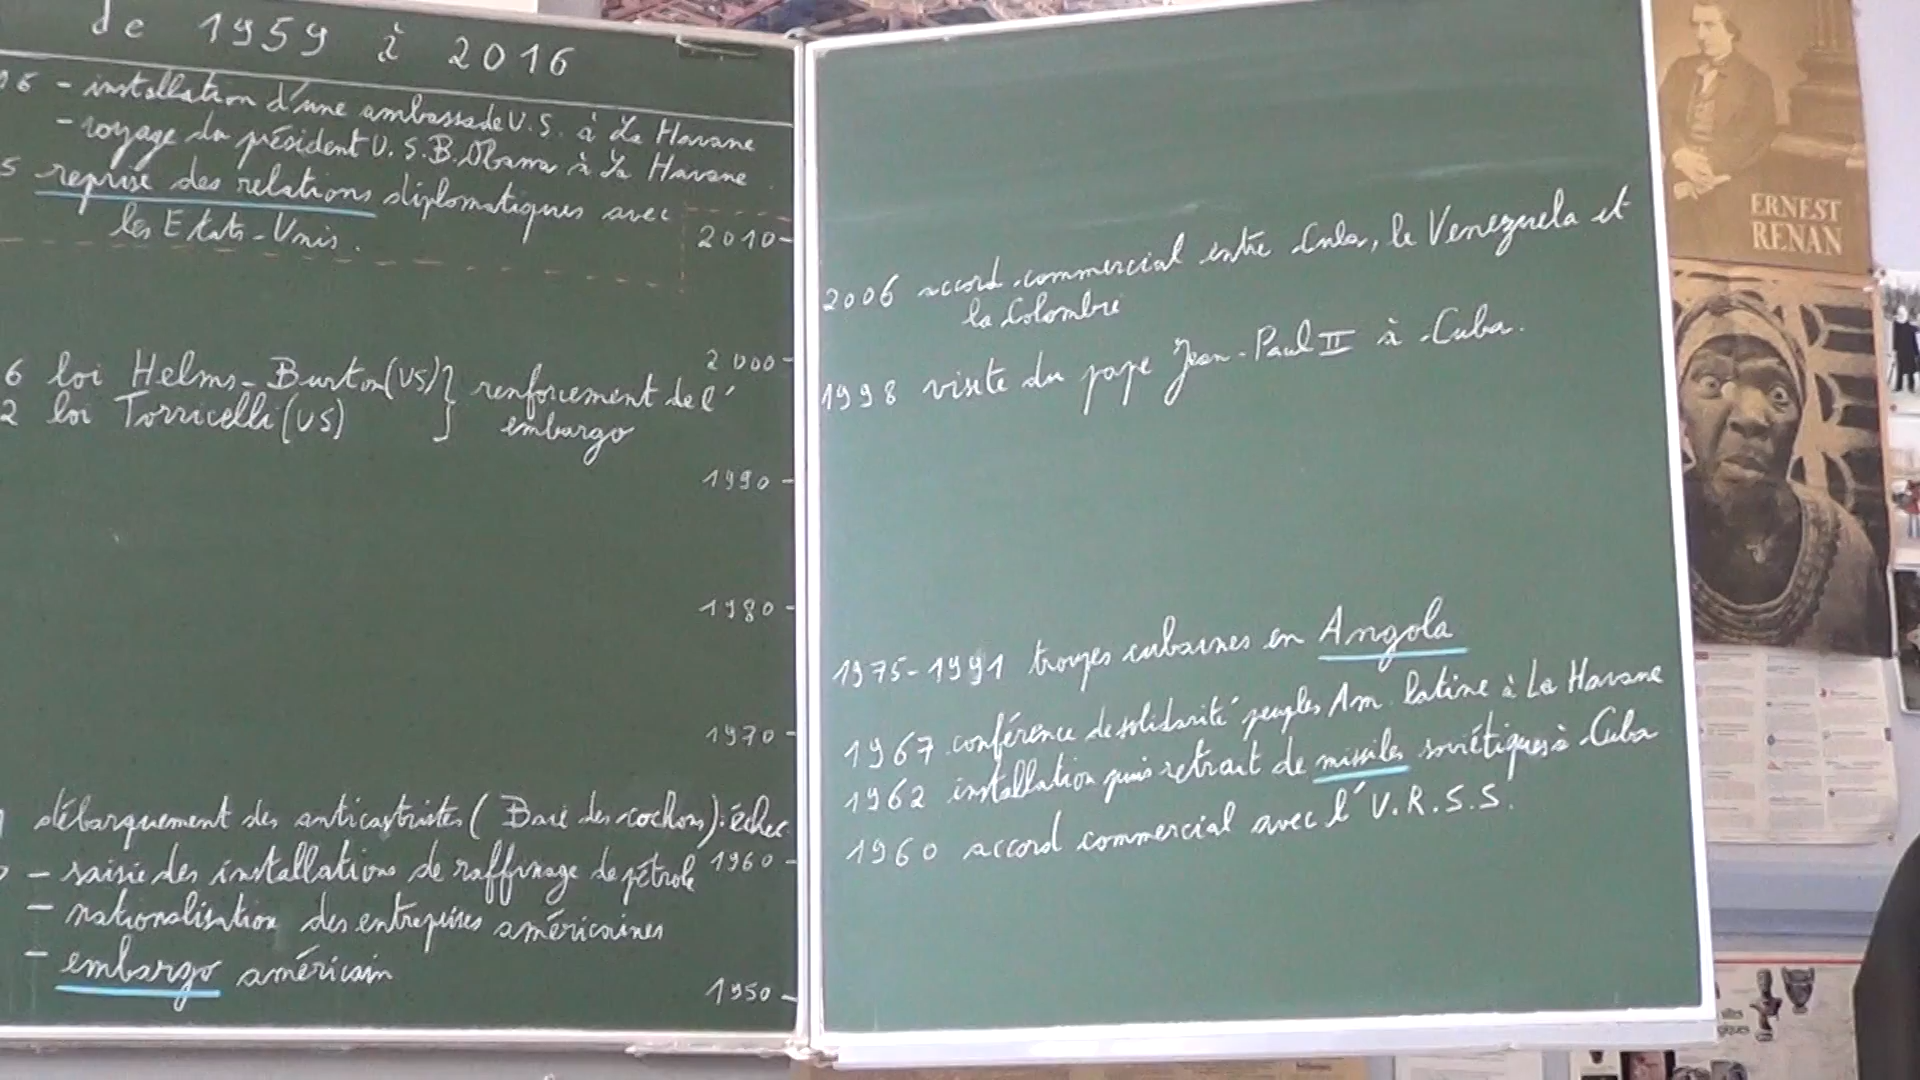 de 1959 à 2016
16 - installation d'une ambassade U.S. à La Havane
- voyage du président U.S. B. Obama à La Havane
5 reprise des relations diplomatiques avec
les Etats-Unis.
2010
6 loi Helms-Burton (US) } renforcement de l'
2 loi Torricelli (US) } embargo
2000
1990
1980
1970
1 débarquement des anticastristes (Baie des cochons): échec
- saisie des installations de raffinage de pétrole
1960
- nationalisation des entreprises américaines
- embargo américain
1950
2006 accord commercial entre Cuba, le Venezuela et
la Colombie
1998 visite du pape Jean-Paul II à Cuba.
1975-1991 troupes cubaines en Angola
1967 conférence de solidarité peuples Am. latine à La Havane
1962 installation puis retrait de missiles soviétiques à Cuba
1960 accord commercial avec l'U.R.S.S.
ERNEST
RENAN